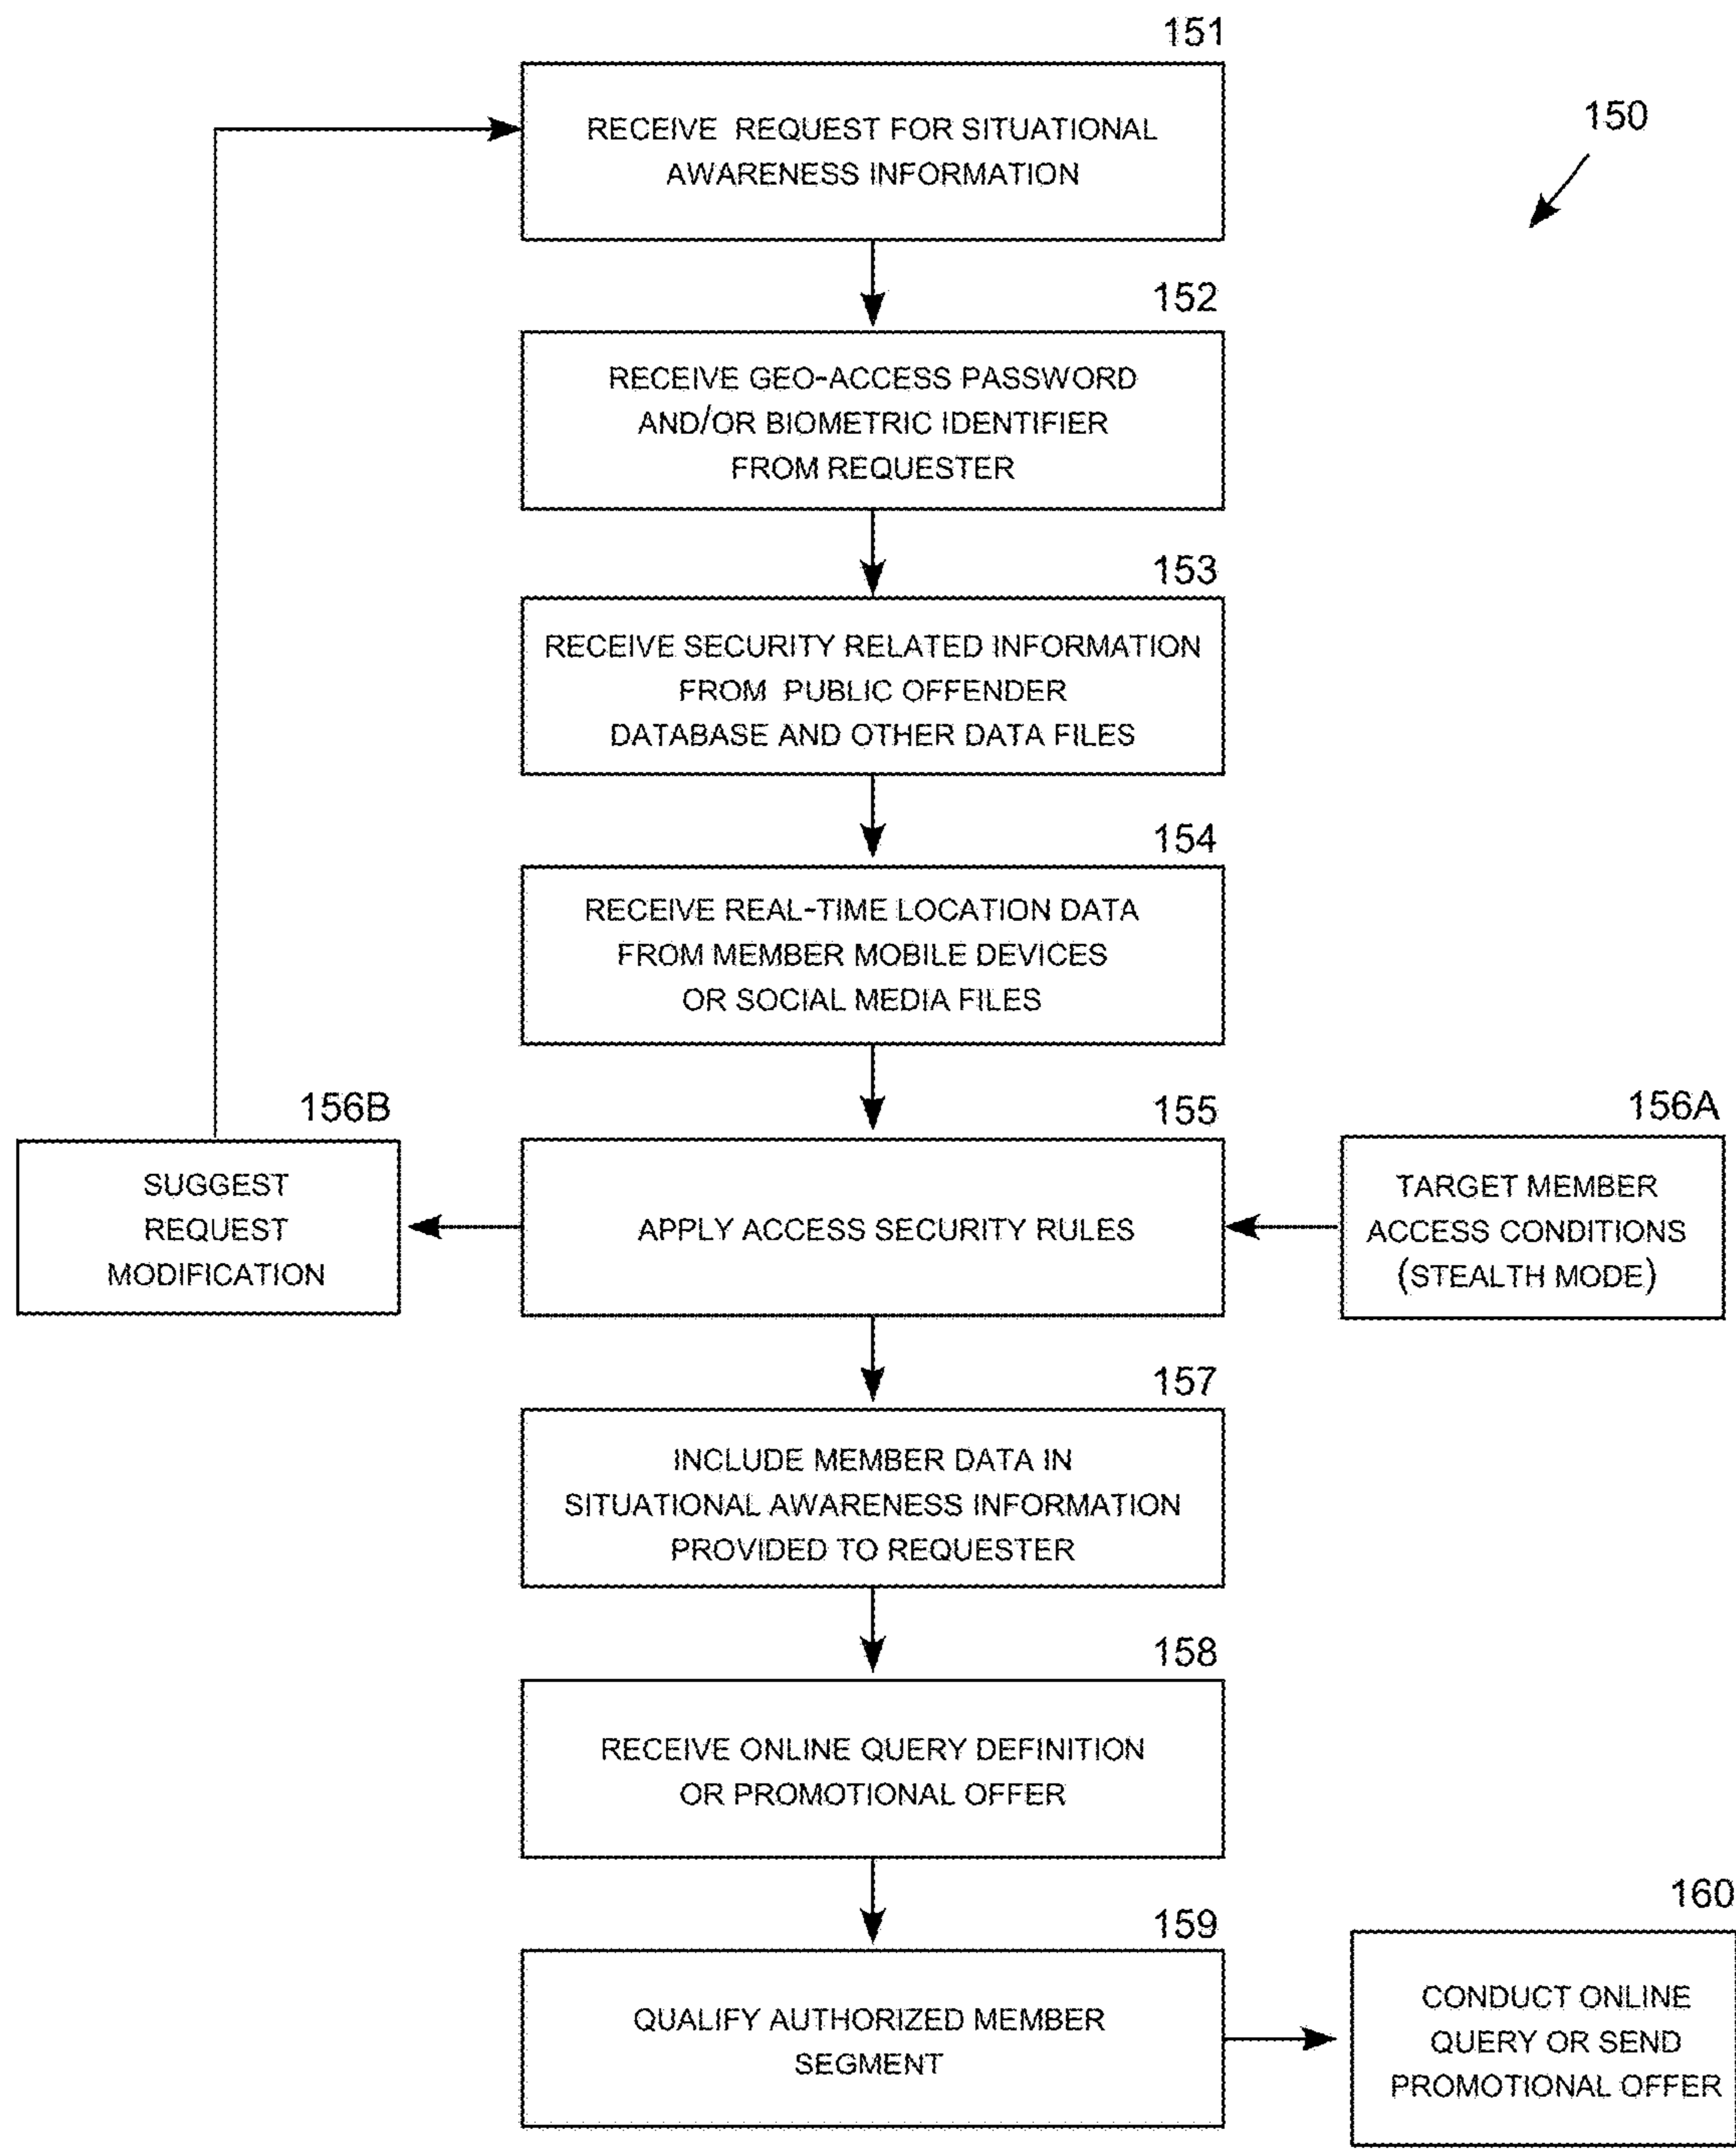 151
RECEIVE REQUEST FOR SITUATIONAL
AWARENESS INFORMATION
150
152
RECEIVE GEO-ACCESS PASSWORD
AND/OR BIOMETRIC IDENTIFIER
FROM REQUESTER
153
RECEIVE SECURITY RELATED INFORMATION
FROM PUBLIC OFFENDER
DATABASE AND OTHER DATA FILES
154
RECEIVE REAL-TIME LOCATION DATA
FROM MEMBER MOBILE DEVICES
OR SOCIAL MEDIA FILES
156B
SUGGEST
REQUEST
MODIFICATION
155
APPLY ACCESS SECURITY RULES
156A
TARGET MEMBER
ACCESS CONDITIONS
(STEALTH MODE)
157
INCLUDE MEMBER DATA IN
SITUATIONAL AWARENESS INFORMATION
PROVIDED TO REQUESTER
158
RECEIVE ONLINE QUERY DEFINITION
OR PROMOTIONAL OFFER
159
QUALIFY AUTHORIZED MEMBER
SEGMENT
160
CONDUCT ONLINE
QUERY OR SEND
PROMOTIONAL OFFER